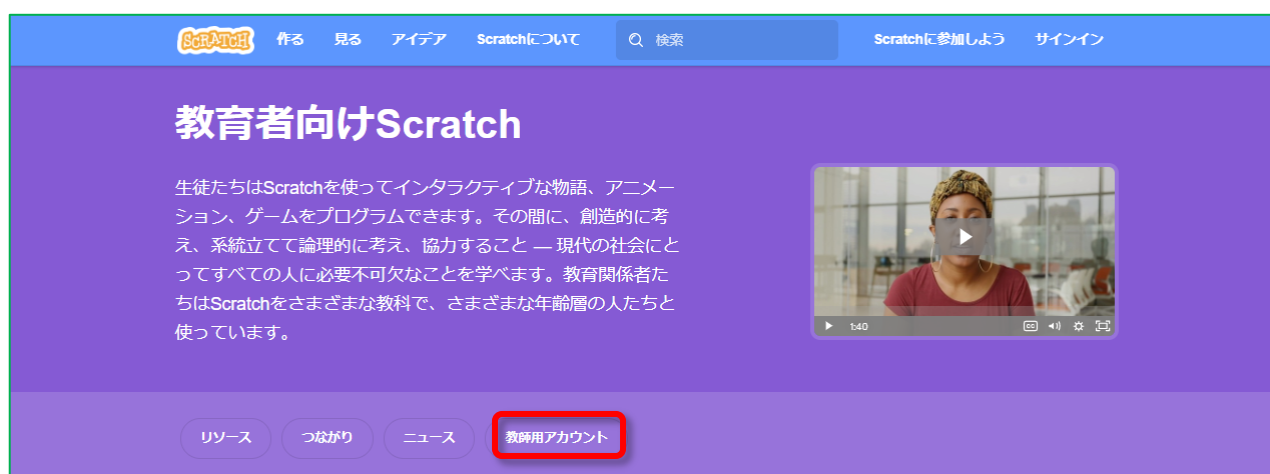 SCRATCH 作る 見る アイデア Scratchについて 検索 Scratchに参加しよう サインイン
教育者向けScratch
生徒たちはScratchを使ってインタラクティブな物語、アニメー
ション、ゲームをプログラムできます。その間に、創造的に考
え、系統立てて論理的に考え、協力すること — 現代の社会にと
ってすべての人に必要不可欠なことを学べます。教育関係者た
ちはScratchをさまざまな教科で、さまざまな年齢層の人たちと
使っています。
1:40 CC
リソース つながり ニュース 教師用アカウント